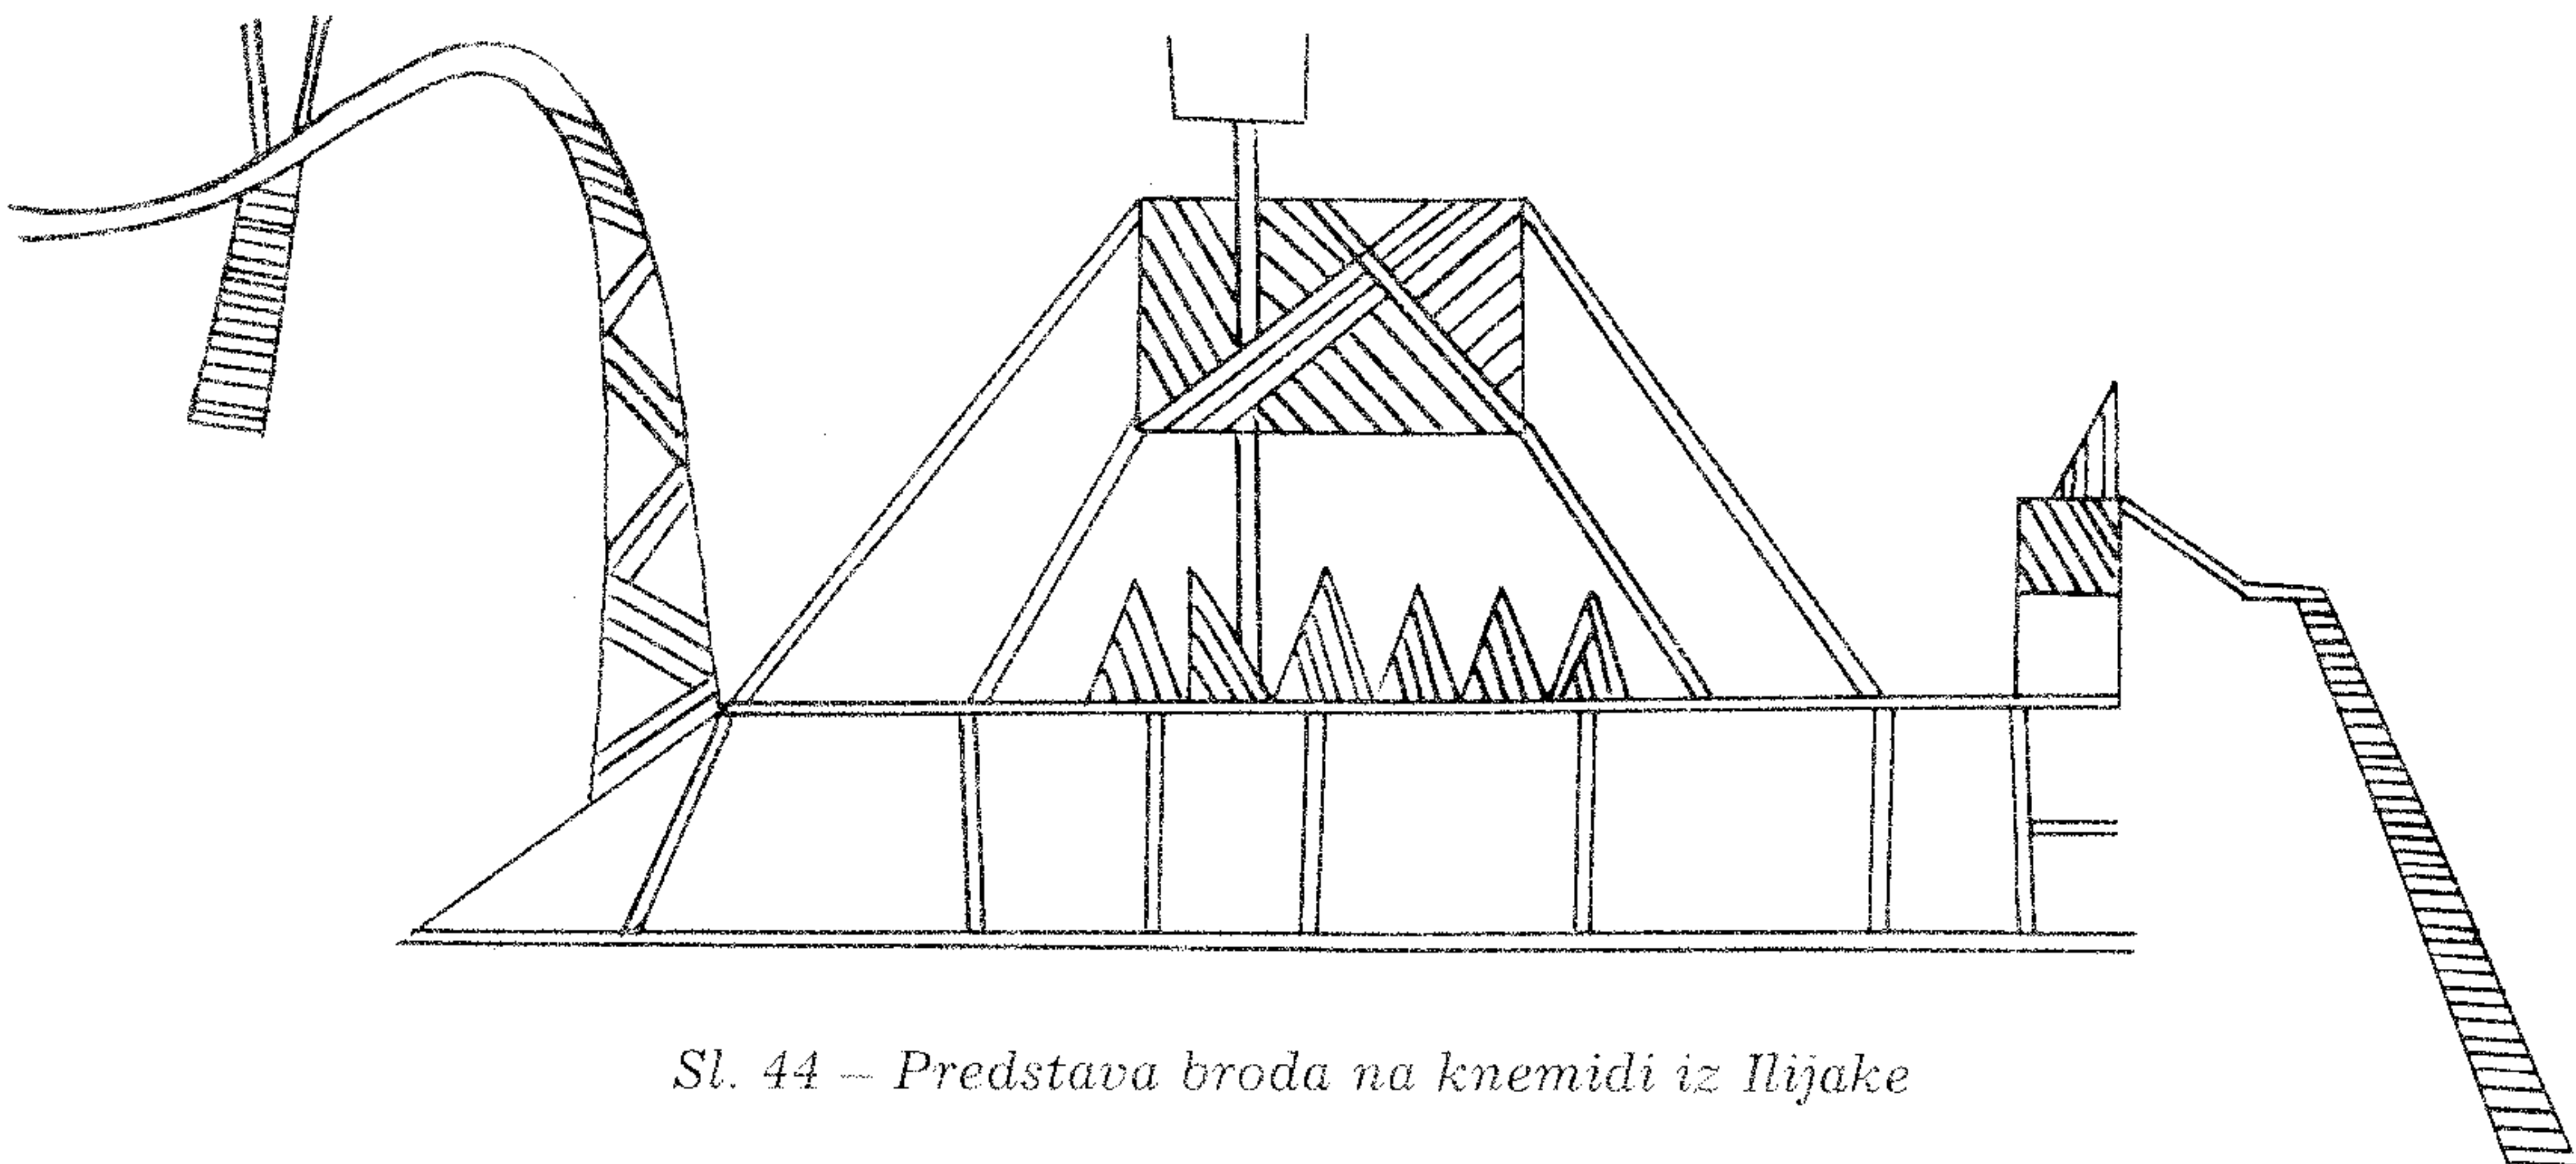 Sl. 44 – Predstava broda na knemidi iz Ilijake